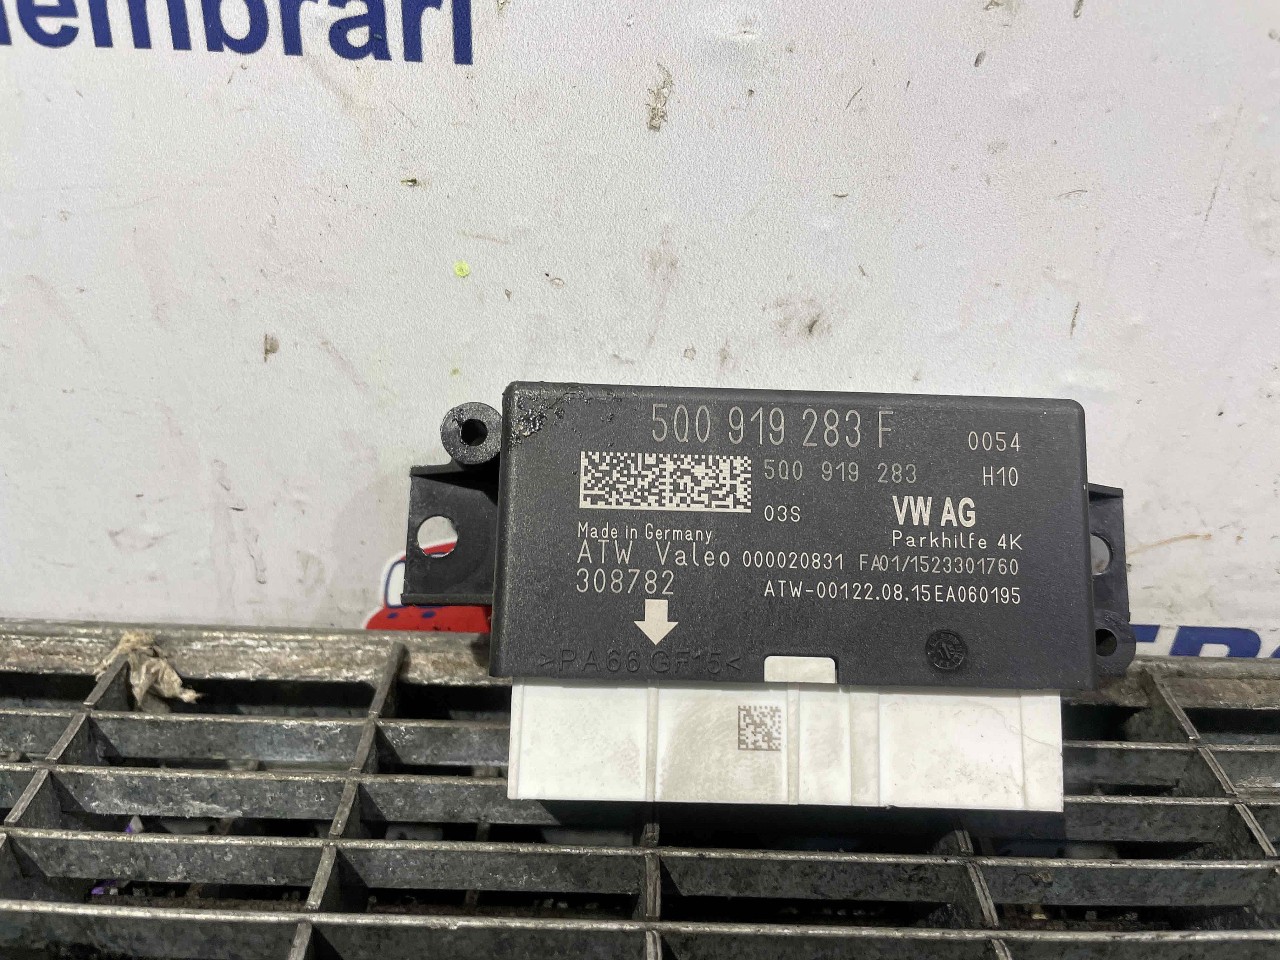 5Q0 919 283 F
0054
5Q0 919 283
H10
03S
VW AG
Made in Germany
Parkhilfe 4K
ATW Valeo 000020831 FA01/1523301760
308782
ATW-00122.08.15EA060195
>PA66 GF15<